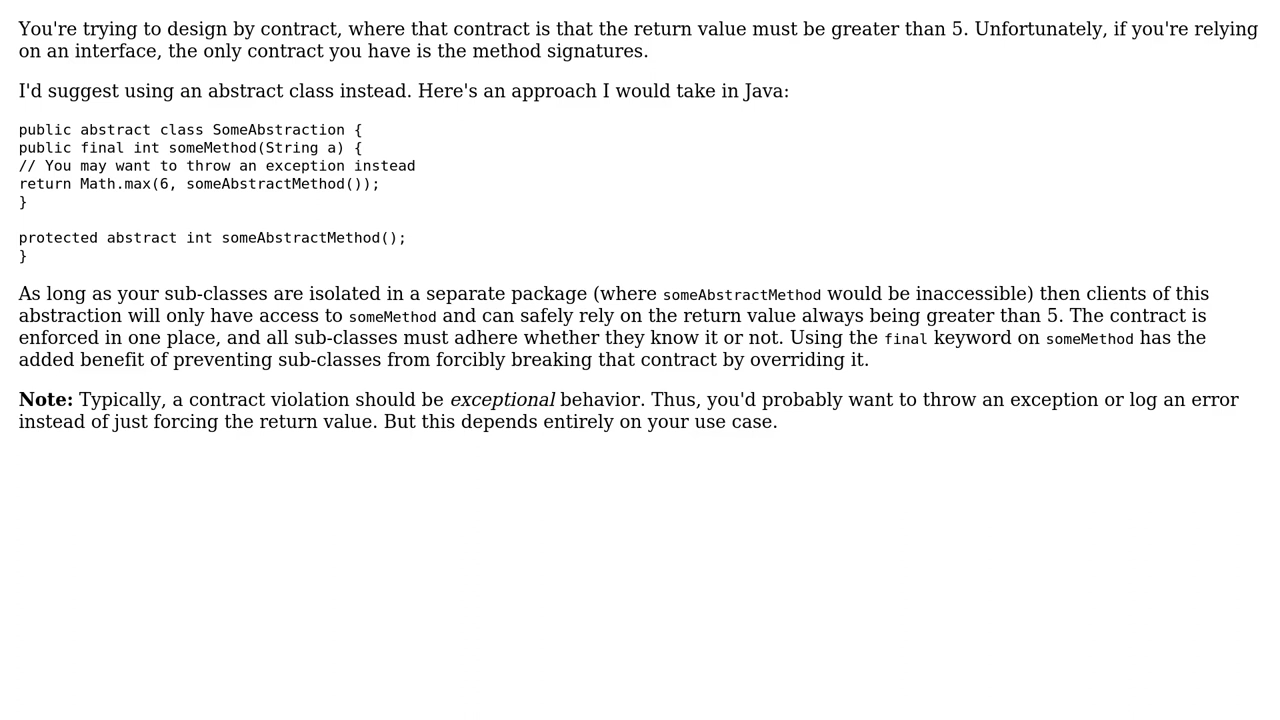 You're trying to design by contract, where that contract is that the return value must be greater than 5. Unfortunately, if you're relying
on an interface, the only contract you have is the method signatures.
I'd suggest using an abstract class instead. Here's an approach I would take in Java:
public abstract class SomeAbstraction {
public final int someMethod(String a) {
// You may want to throw an exception instead
return Math.max(6, someAbstractMethod());
}
protected abstract int someAbstractMethod();
}
As long as your sub-classes are isolated in a separate package (where someAbstractMethod would be inaccessible) then clients of this
abstraction will only have access to someMethod and can safely rely on the return value always being greater than 5. The contract is
enforced in one place, and all sub-classes must adhere whether they know it or not. Using the final keyword on someMethod has the
added benefit of preventing sub-classes from forcibly breaking that contract by overriding it.
Note: Typically, a contract violation should be exceptional behavior. Thus, you'd probably want to throw an exception or log an error
instead of just forcing the return value. But this depends entirely on your use case.